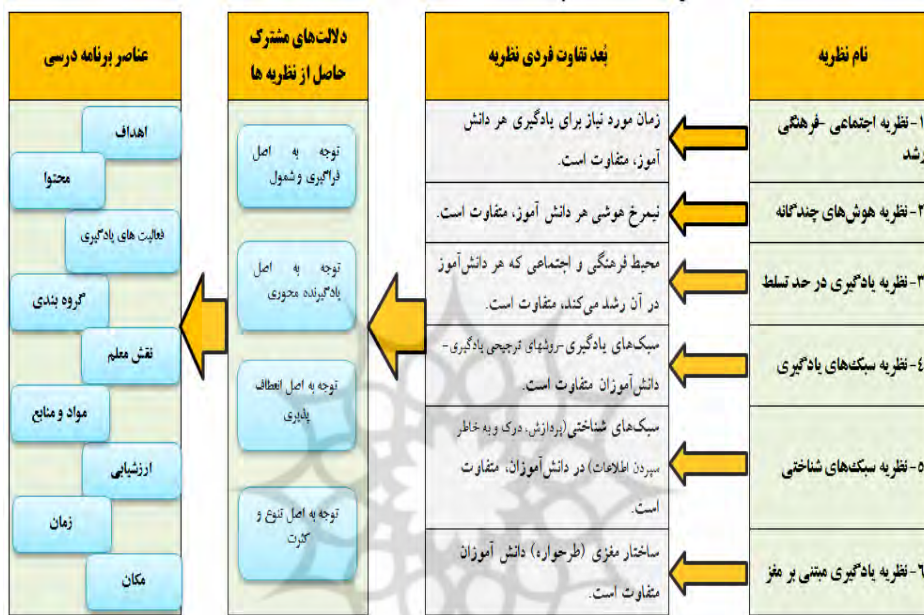 نام نظریه
۱- نظریه اجتماعی -فرهنگی
رشد
۲- نظریه هوش‌های چندگانه
۳- نظریه یادگیری در حد تسلط
۴- نظریه سبک‌های یادگیری
۵- نظریه سبک‌های شناختی
۶- نظریه یادگیری مبتنی بر مغز
بُعد تفاوت فردی نظریه
زمان مورد نیاز برای یادگیری هر دانش
آموز، متفاوت است.
نیمرخ هوشی هر دانش آموز، متفاوت است.
محیط فرهنگی و اجتماعی که هر دانش‌آموز
در آن رشد می‌کند، متفاوت است.
سبک‌های یادگیری-روشهای ترجیحی یادگیری-
دانش‌آموزان متفاوت است.
سبک‌های شناختی(پردازش، درک و به خاطر
سپردن اطلاعات) در دانش‌آموزان، متفاوت
است.
ساختار مغزی (طرحواره) دانش آموزان
متفاوت است.
دلالت‌های مشترک
حاصل از نظریه ها
توجه به اصل
فراگیری و شمول
توجه به اصل
یادگیرنده محوری
توجه به اصل انعطاف
پذیری
توجه به اصل تنوع و
کثرت
عناصر برنامه درسی
اهداف
محتوا
فعالیت های یادگیری
گروه بندی
نقش معلم
مواد و منابع
ارزشیابی
زمان
مکان